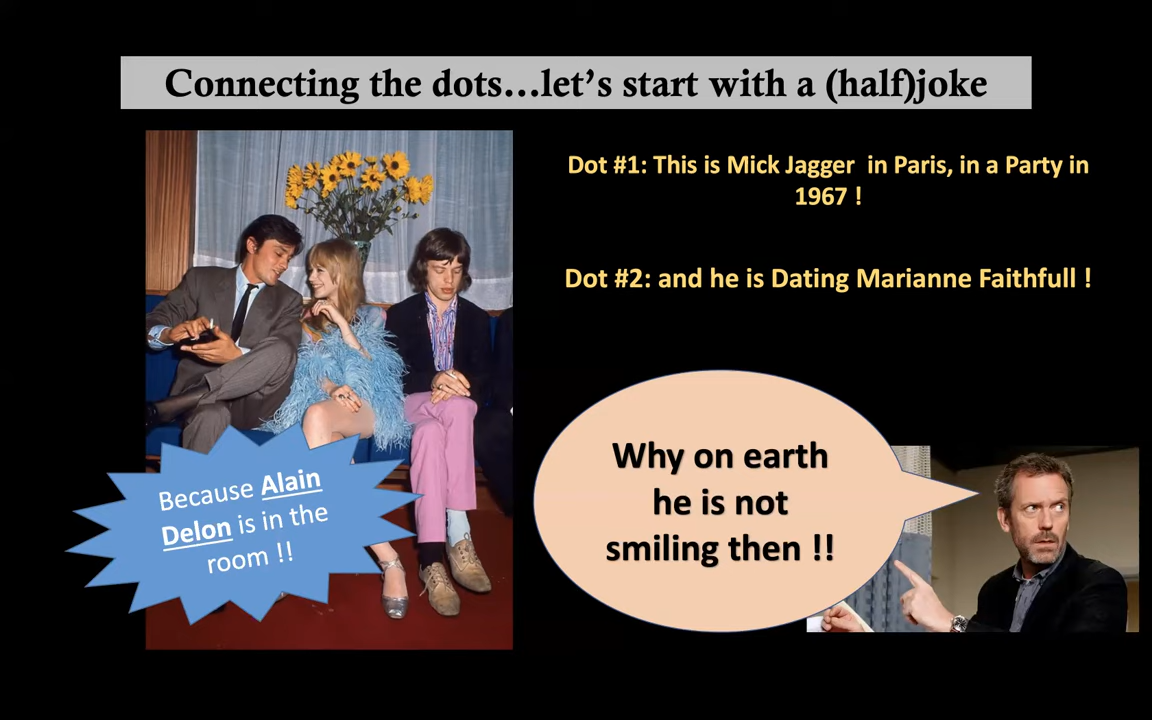 Connecting the dots...let's start with a (half)joke
Dot #1: This is Mick Jagger  in Paris, in a Party in
1967 !
Dot #2: and he is Dating Marianne Faithfull !
Why on earth
he is not
smiling then !!
Because Alain
Delon is in the
room !!